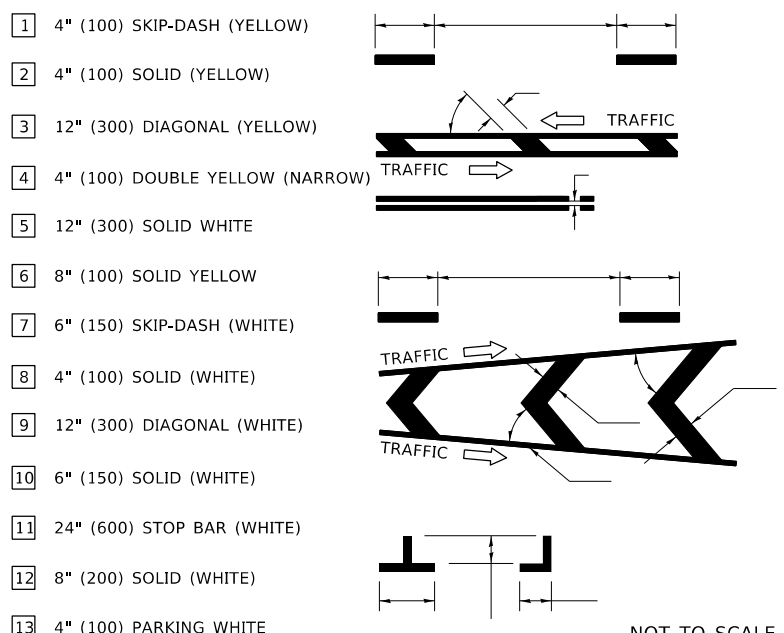 1 4" (100) SKIP-DASH (YELLOW)
2 4" (100) SOLID (YELLOW)
3 12" (300) DIAGONAL (YELLOW)
TRAFFIC
TRAFFIC
4 4" (100) DOUBLE YELLOW (NARROW)
5 12" (300) SOLID WHITE
6 8" (100) SOLID YELLOW
7 6" (150) SKIP-DASH (WHITE)
TRAFFIC
8 4" (100) SOLID (WHITE)
9 12" (300) DIAGONAL (WHITE)
TRAFFIC
10 6" (150) SOLID (WHITE)
11 24" (600) STOP BAR (WHITE)
12 8" (200) SOLID (WHITE)
13 4" (100) PARKING WHITE
NOT TO SCALE